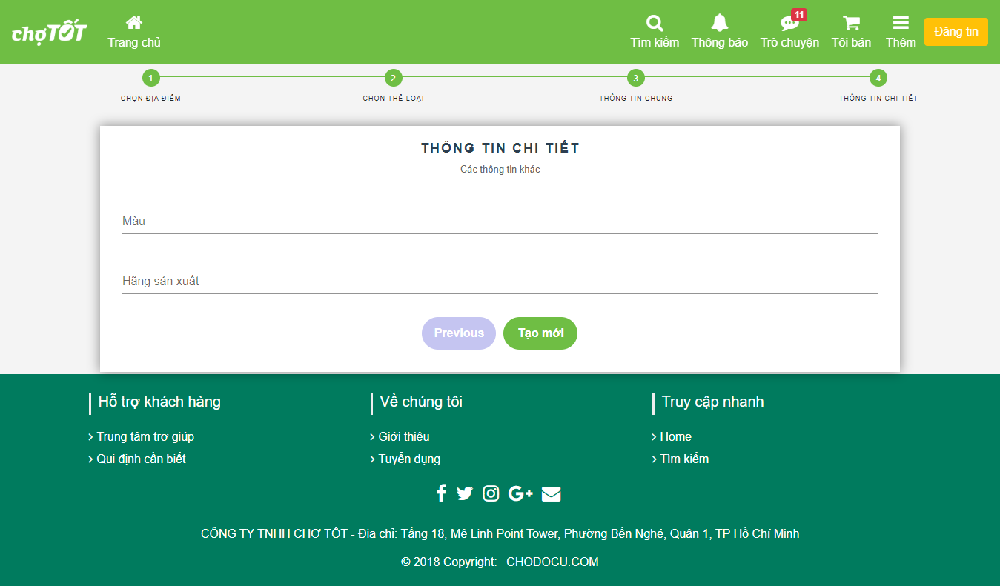 chợTỐT
Trang chủ
Tìm kiếm
Thông báo
11
Trò chuyện
Tôi bán
Thêm
Đăng tin
1
2
3
4
CHỌN ĐỊA ĐIỂM
CHỌN THỂ LOẠI
THÔNG TIN CHUNG
THÔNG TIN CHI TIẾT
THÔNG TIN CHI TIẾT
Các thông tin khác
Màu
Hãng sản xuất
Previous
Tạo mới
Hỗ trợ khách hàng
Trung tâm trợ giúp
Qui định cần biết
Về chúng tôi
Giới thiệu
Tuyển dụng
Truy cập nhanh
Home
Tìm kiếm
CÔNG TY TNHH CHỢ TỐT - Địa chỉ: Tầng 18, Mê Linh Point Tower, Phường Bến Nghé, Quận 1, TP Hồ Chí Minh
© 2018 Copyright: CHODOCU.COM